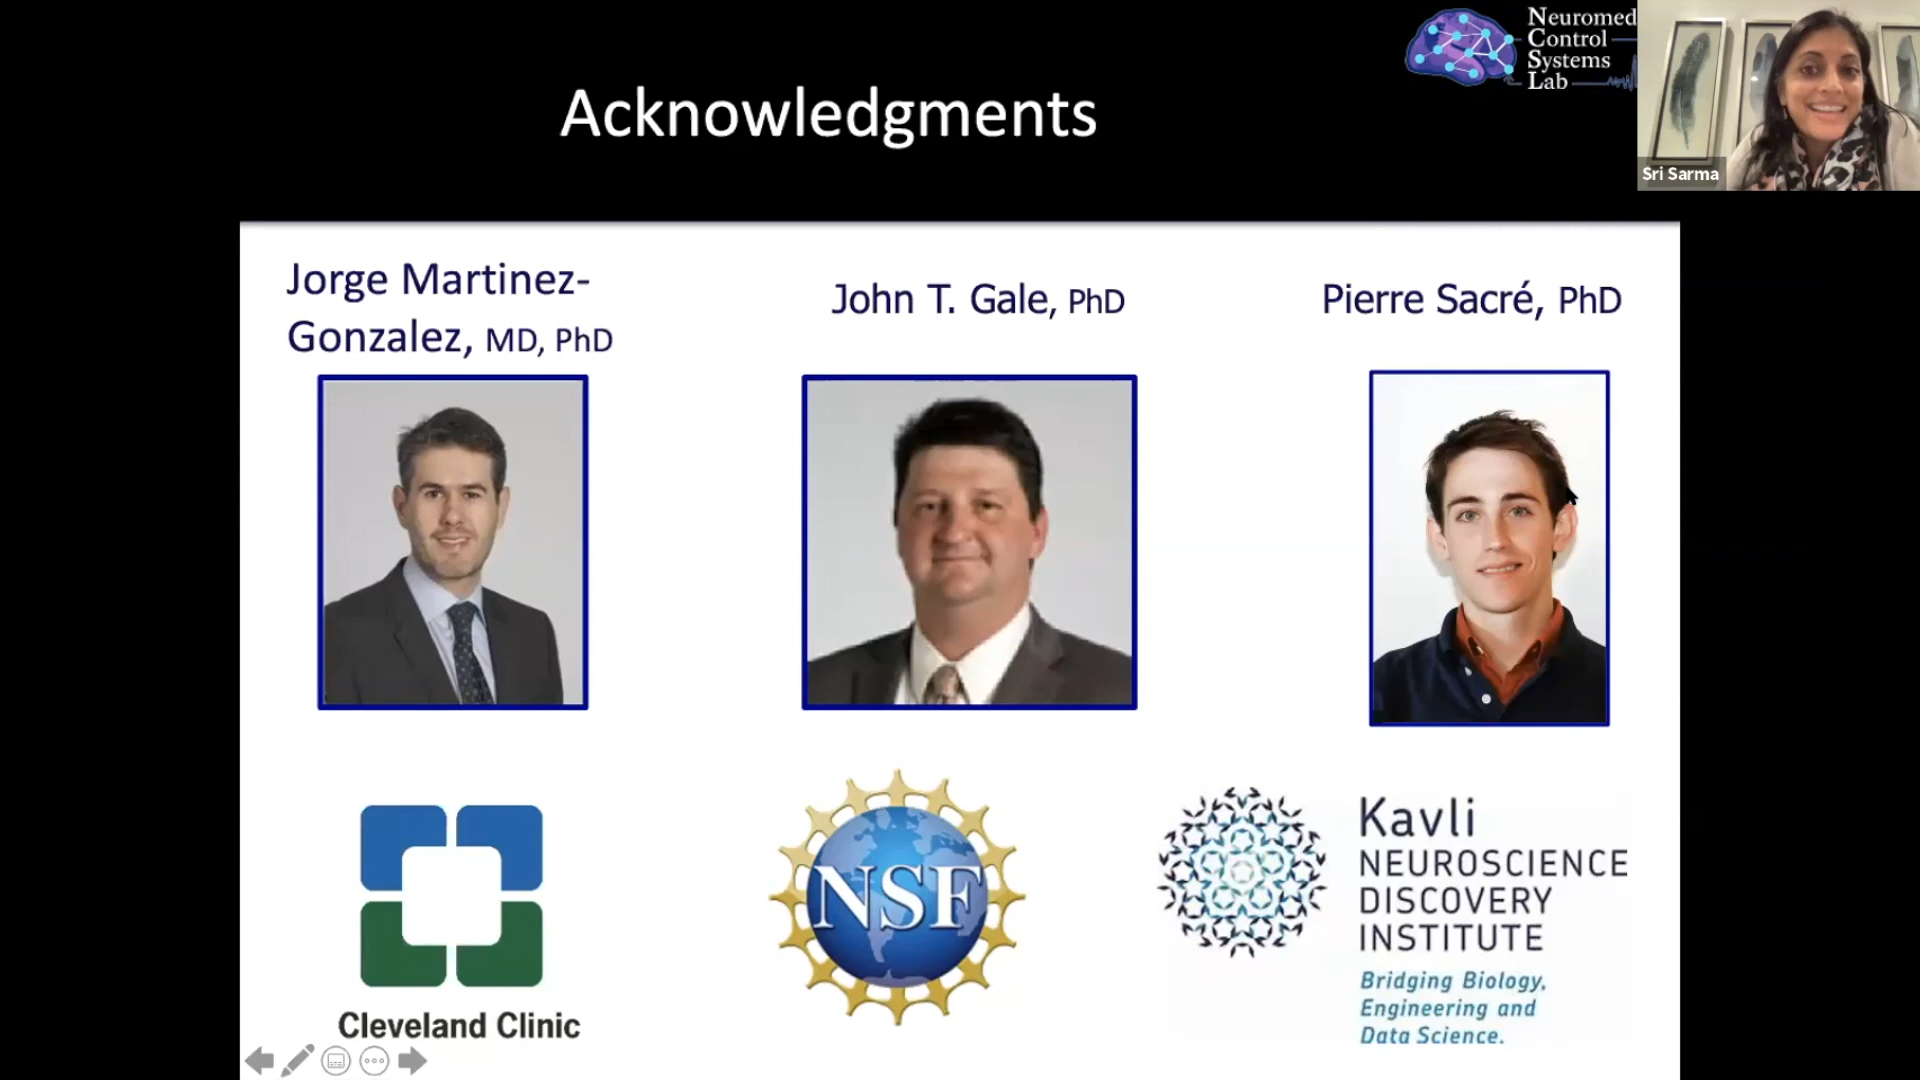 Neuromed
Control
Systems
Lab
Sri Sarma
Acknowledgments
Jorge Martinez-
Gonzalez, MD, PhD
John T. Gale, PhD
Pierre Sacré, PhD
Cleveland Clinic
NSF
Kavli
NEUROSCIENCE
DISCOVERY
INSTITUTE
Bridging Biology,
Engineering and
Data Science.